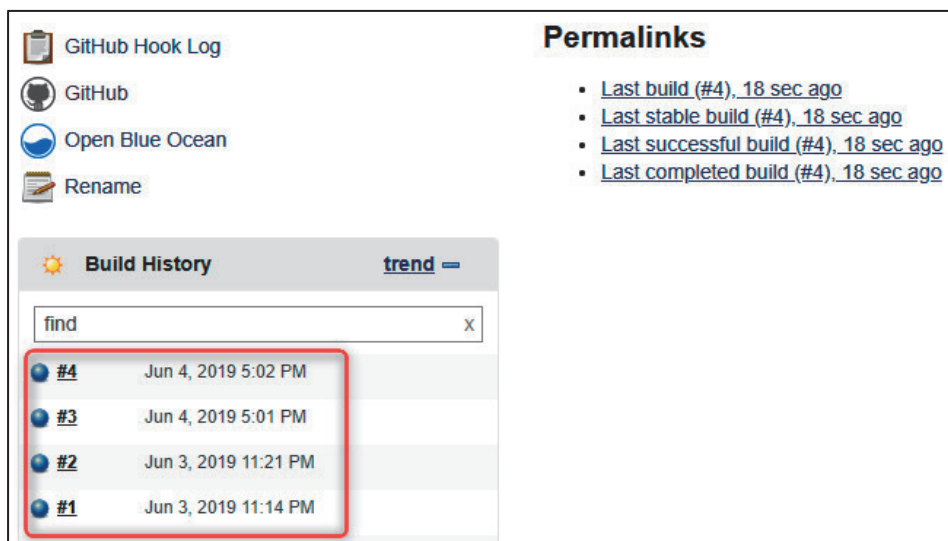 GitHub Hook Log
GitHub
Open Blue Ocean
Rename
Permalinks
Last build (#4), 18 sec ago
Last stable build (#4), 18 sec ago
Last successful build (#4), 18 sec ago
Last completed build (#4), 18 sec ago
Build History trend
find x
#4 Jun 4, 2019 5:02 PM
#3 Jun 4, 2019 5:01 PM
#2 Jun 3, 2019 11:21 PM
#1 Jun 3, 2019 11:14 PM